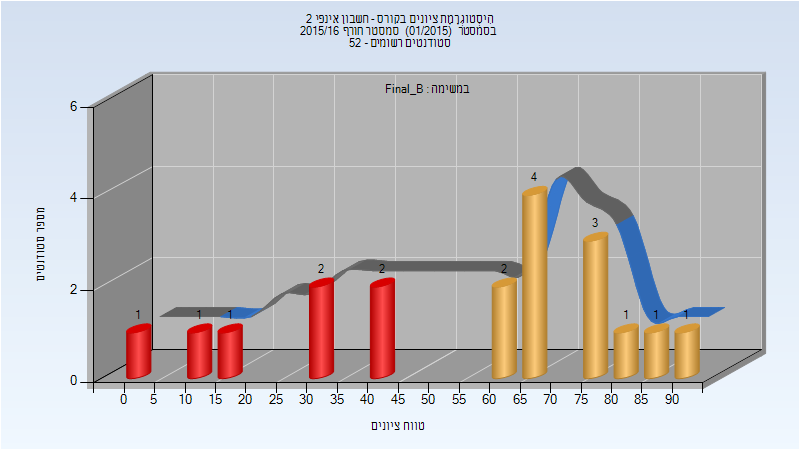 היסטוגרמת ציונים בקורס - חשבון אינפי 2
בסמסטר (01/2015) סמסטר חורף 2015/16
סטודנטים רשומים - 52
במשימה : Final_B
מספר סטודנטים
6
4
2
0
1
1
1
2
2
2
4
3
1
1
1
0 5 10 15 20 25 30 35 40 45 50 55 60 65 70 75 80 85 90
טווח ציונים